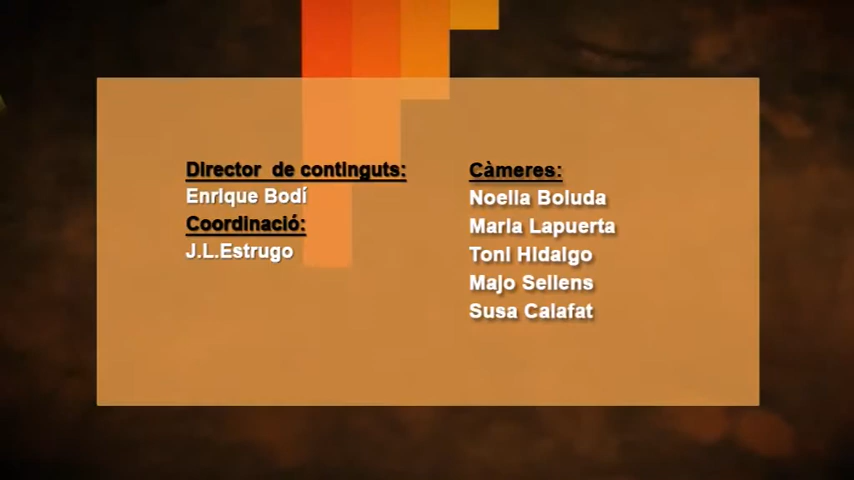 Director de continguts:
Enrique Bodí
Coordinació:
J.L.Estrugo
Càmeres:
Noelia Boluda
Maria Lapuerta
Toni Hidalgo
Majo Sellens
Susa Calafat